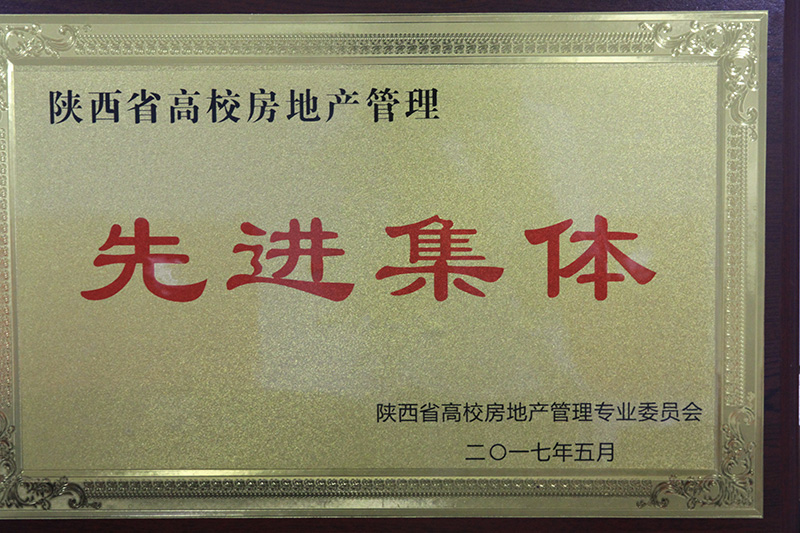 陕西省高校房地产管理
先进集体
陕西省高校房地产管理专业委员会
二〇一七年五月